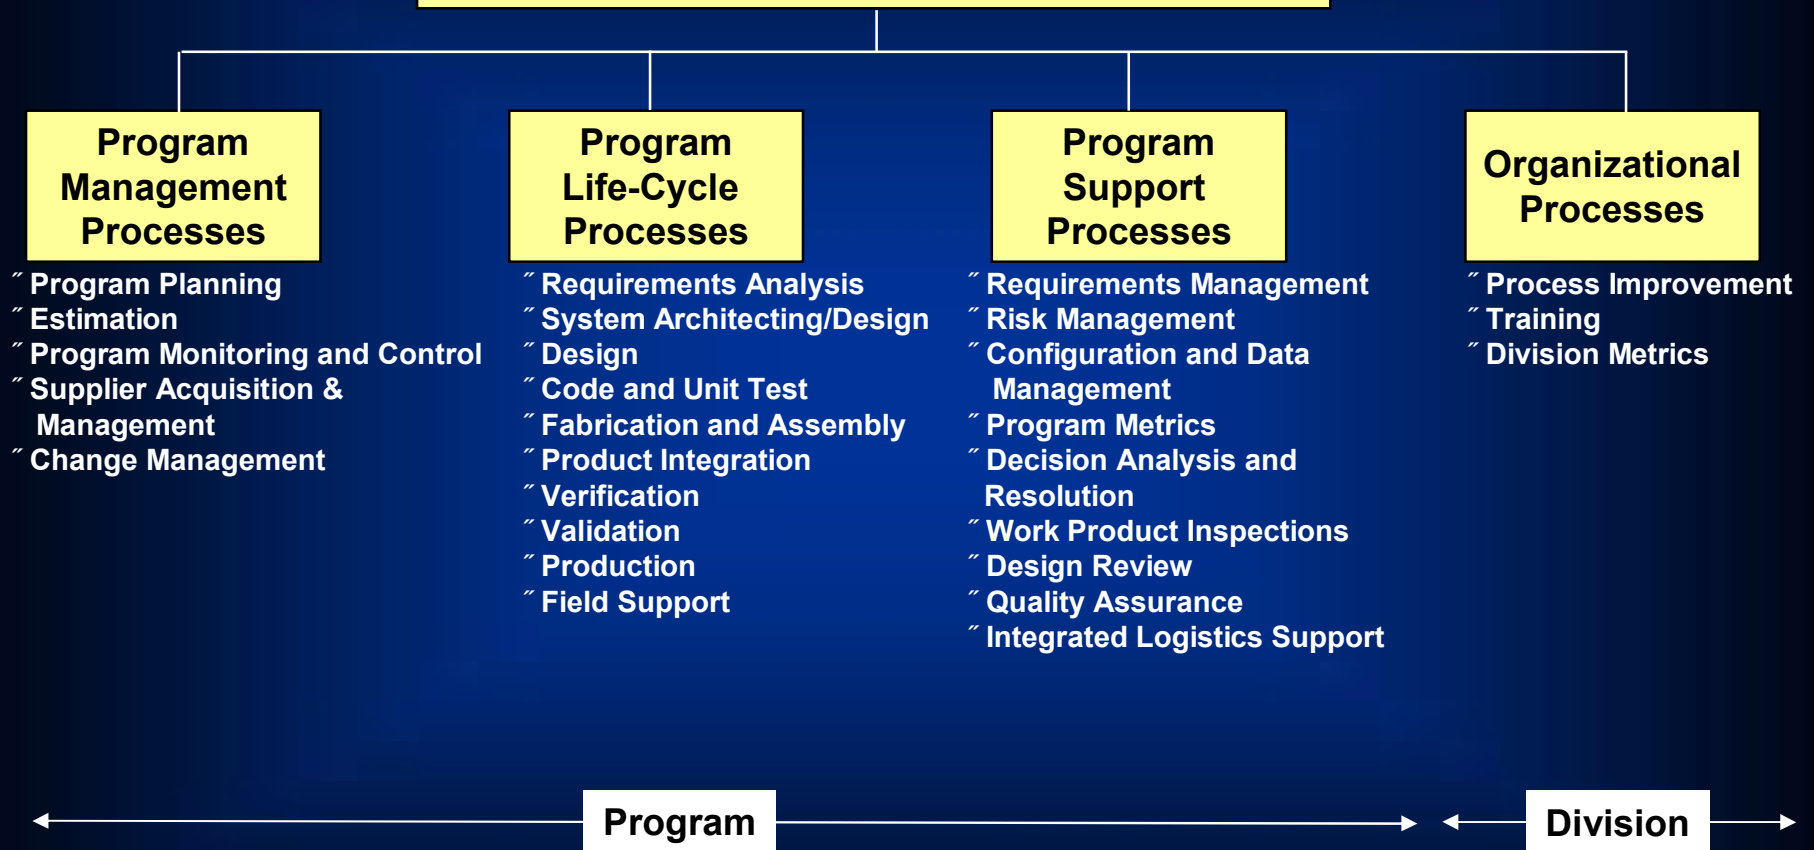 Program
Management
Processes
˝ Program Planning
˝ Estimation
˝ Program Monitoring and Control
˝ Supplier Acquisition &
Management
˝ Change Management
Program
Life-Cycle
Processes
˝ Requirements Analysis
˝ System Architecting/Design
˝ Design
˝ Code and Unit Test
˝ Fabrication and Assembly
˝ Product Integration
˝ Verification
˝ Validation
˝ Production
˝ Field Support
Program
Support
Processes
˝ Requirements Management
˝ Risk Management
˝ Configuration and Data
Management
˝ Program Metrics
˝ Decision Analysis and
Resolution
˝ Work Product Inspections
˝ Design Review
˝ Quality Assurance
˝ Integrated Logistics Support
Organizational
Processes
˝ Process Improvement
˝ Training
˝ Division Metrics
Program
Division